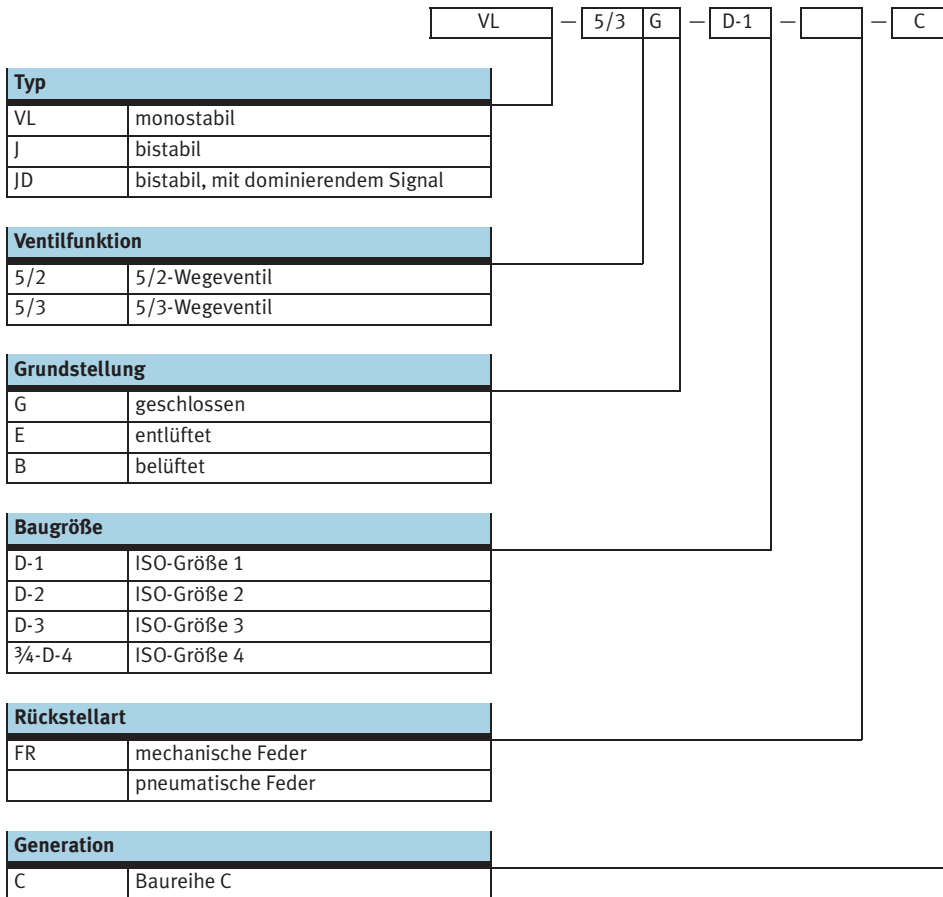 VL — 5/3 G — D-1 — — C
Typ
VL monostabil
J bistabil
JD bistabil, mit dominierendem Signal
Ventilfunktion
5/2 5/2-Wegeventil
5/3 5/3-Wegeventil
Grundstellung
G geschlossen
E entlüftet
B belüftet
Baugröße
D-1 ISO-Größe 1
D-2 ISO-Größe 2
D-3 ISO-Größe 3
¾-D-4 ISO-Größe 4
Rückstellart
FR mechanische Feder
pneumatische Feder
Generation
C Baureihe C